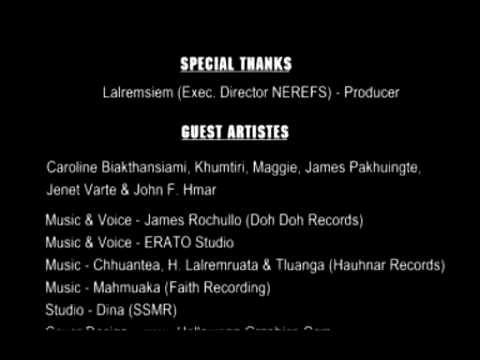 SPECIAL THANKS
Lalremsiem (Exec. Director NEREFS) - Producer
GUEST ARTISTES
Caroline Biakthansiami, Khumtiri, Maggie, James Pakhuingte,
Jenet Varte & John F. Hmar
Music & Voice - James Rochullo (Doh Doh Records)
Music & Voice - ERATO Studio
Music - Chhuantea, H. Lalremruata & Tluanga (Hauhnar Records)
Music - Mahmuaka (Faith Recording)
Studio - Dina (SSMR)